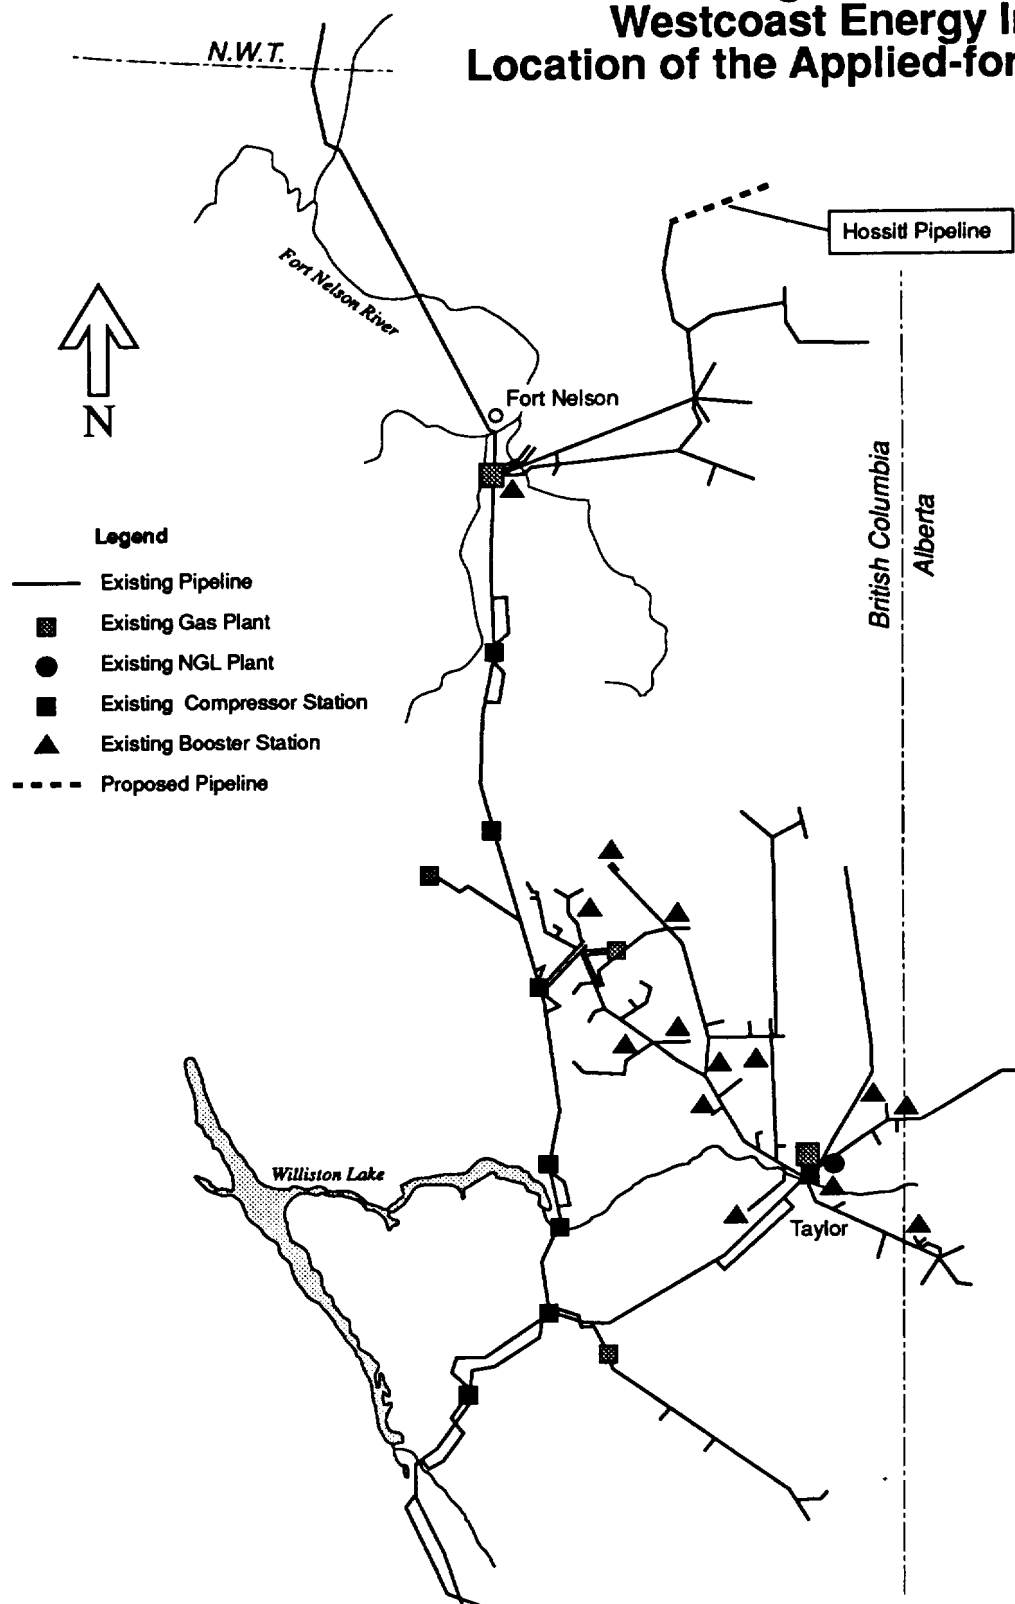 Westcoast Energy
Location of the Applied-for
N.W.T.
Hossitl Pipeline
Fort Nelson River
N
Fort Nelson
British Columbia
Alberta
Legend
Existing Pipeline
Existing Gas Plant
Existing NGL Plant
Existing Compressor Station
Existing Booster Station
Proposed Pipeline
Williston Lake
Taylor